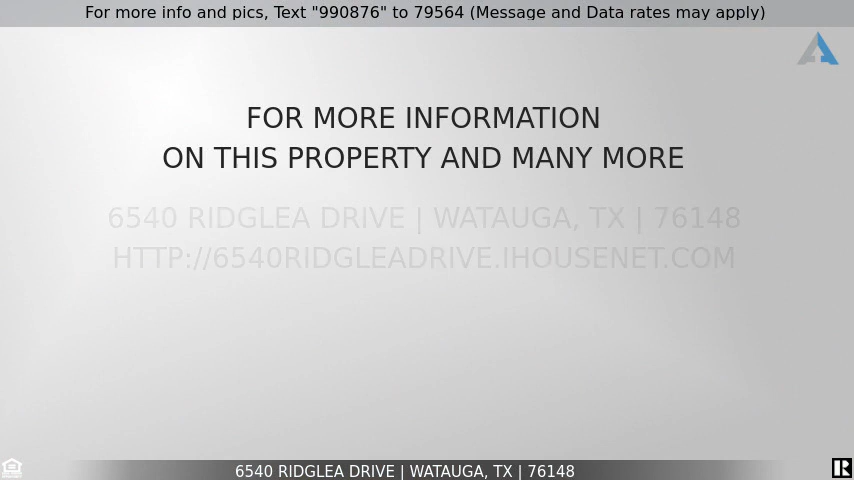 For more info and pics, Text "990876" to 79564 (Message and Data rates may apply)
FOR MORE INFORMATION
ON THIS PROPERTY AND MANY MORE
6540 RIDGLEA DRIVE | WATAUGA, TX | 76148
HTTP://6540RIDGLEADRIVE.IHOUSENET.COM
6540 RIDGLEA DRIVE | WATAUGA, TX | 76148